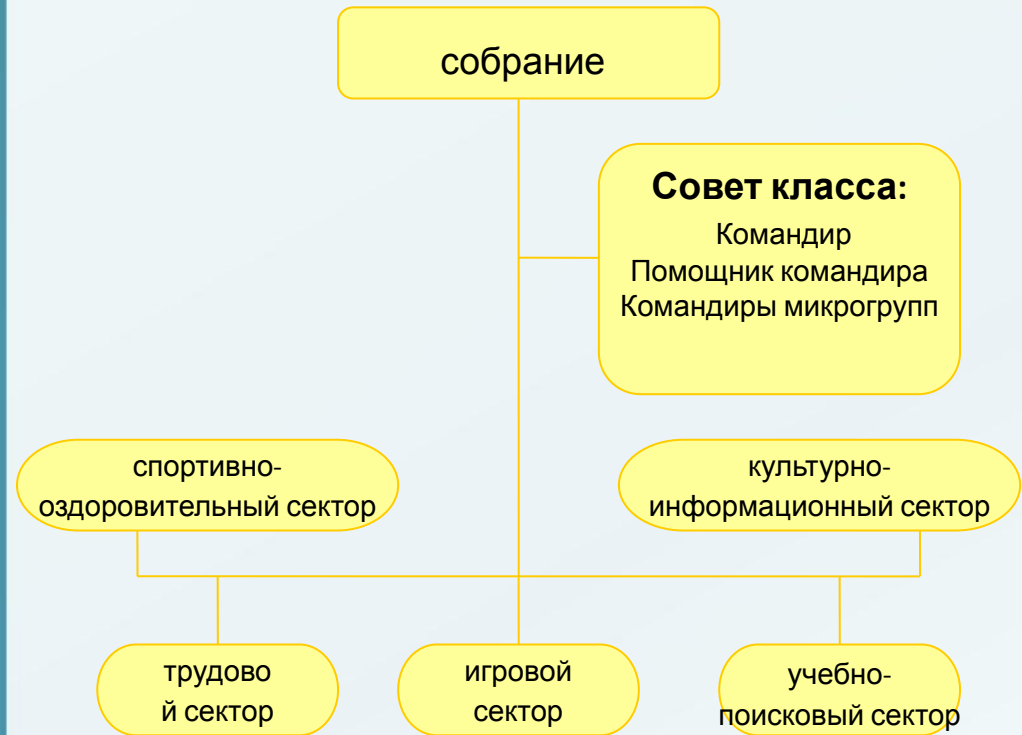 собрание
Совет класса:
Командир
Помощник командира
Командиры микрогрупп
спортивно-
оздоровительный сектор
культурно-
информационный сектор
трудово
й сектор
игровой
сектор
учебно-
поисковый сектор